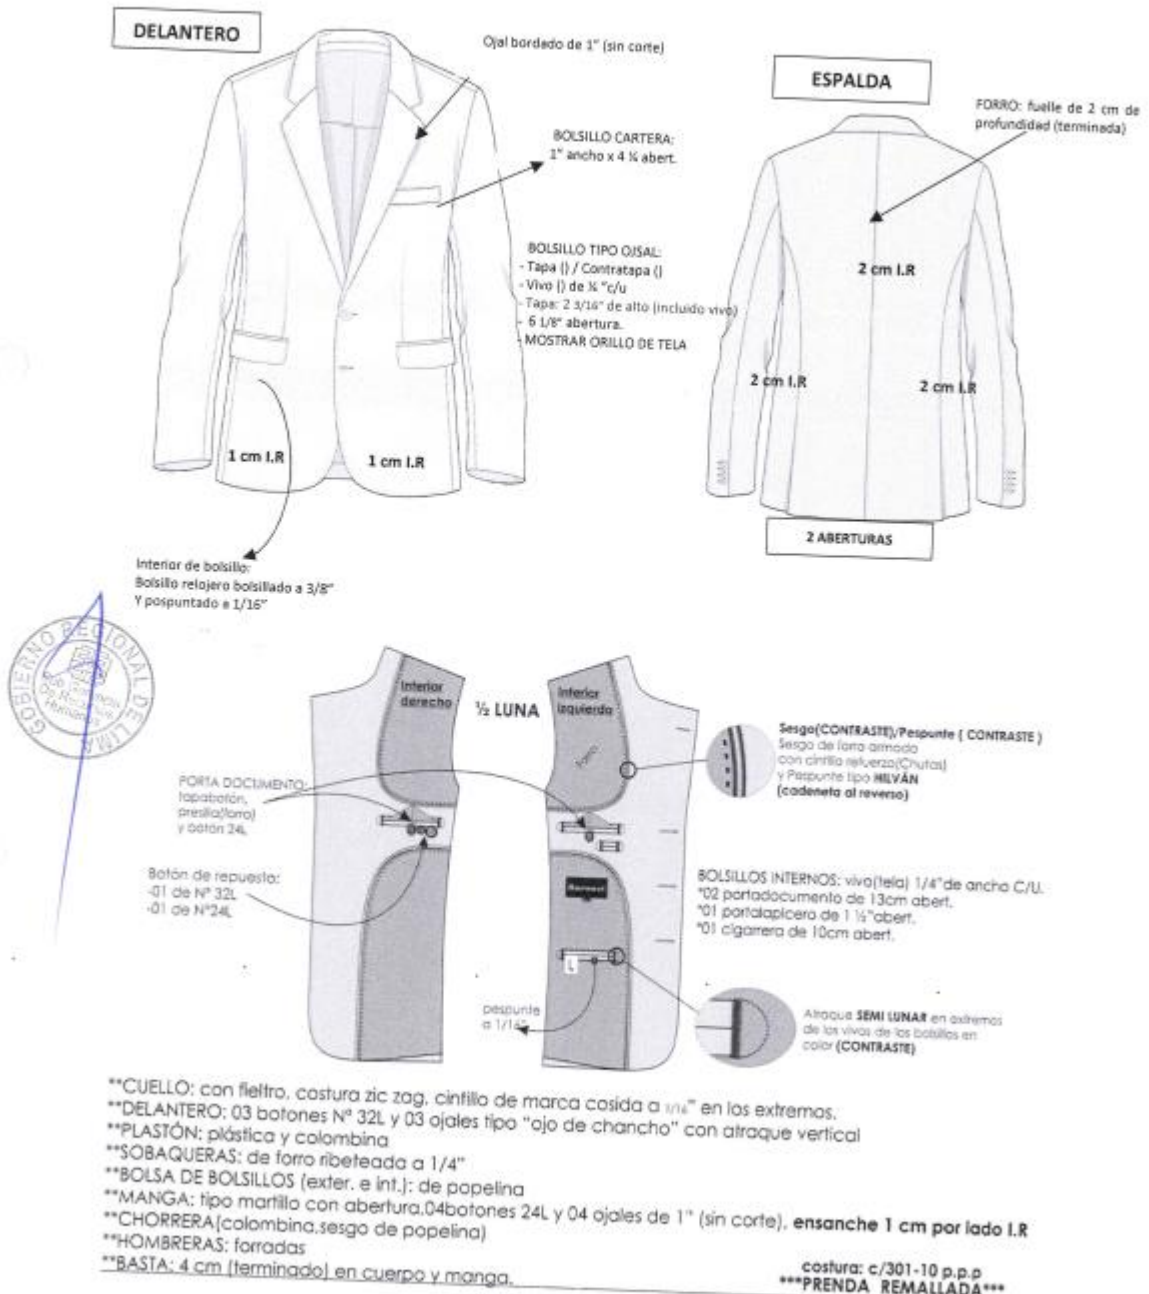 DELANTERO
Ojal bordado de 1" (sin corte)
ESPALDA
FORRO: fuelle de 2 cm de
profundidad (terminada)
BOLSILLO CARTERA:
1" ancho x 4 ¼ abert.
BOLSILLO TIPO OJSAL:
- Tapa () / Contratapa ()
- Vivo () de ¼ "c/u
- Tapa: 2 3/16" de alto (incluido vivo)
- 6 1/8" abertura.
- MOSTRAR ORILLO DE TELA
2 cm I.R
2 cm I.R
2 cm I.R
1 cm I.R
1 cm I.R
2 ABERTURAS
Interior de bolsillo:
Bolsillo relojero bolsillado a 3/8"
Y pospuntado a 1/16"
GOBIERNO REGIONAL DE LIMA
Interior
derecho
½ LUNA
Interior
izquierdo
Sesgo(CONTRASTE)/Pespunte ( CONTRASTE )
Sesgo de forro armado
con cintilla refuerzo(Chutas)
y Pespunte tipo HILVÁN
(cadeneta al reverso)
PORTA DOCUMENTO:
tapabotón,
presilla(forro)
y botón 24L
Botón de repuesto:
-01 de Nº 32L
-01 de Nº24L
BOLSILLOS INTERNOS: vivo(tela) 1/4"de ancho C/U.
*02 portadocumento de 13cm abert.
*01 portalapicero de 1 ½"abert.
*01 cigarrera de 10cm abert.
L
pespunte
a 1/16"
Atraque SEMI LUNAR en extremos
de los vivos de los bolsillos en
color (CONTRASTE)
**CUELLO: con fieltro, costura zic zag, cintillo de marca cosida a 1/16" en los extremos.
**DELANTERO: 03 botones Nº 32L y 03 ojales tipo "ojo de chancho" con atraque vertical
**PLASTÓN: plástica y colombina
**SOBAQUERAS: de forro ribeteada a 1/4"
**BOLSA DE BOLSILLOS (exter. e int.): de popelina
**MANGA: tipo martillo con abertura,04botones 24L y 04 ojales de 1" (sin corte), ensanche 1 cm por lado I.R
**CHORRERA(colombina,sesgo de popelina)
**HOMBRERAS: forradas
**BASTA: 4 cm (terminado) en cuerpo y manga.
costura: c/301-10 p.p.p
***PRENDA REMALLADA***